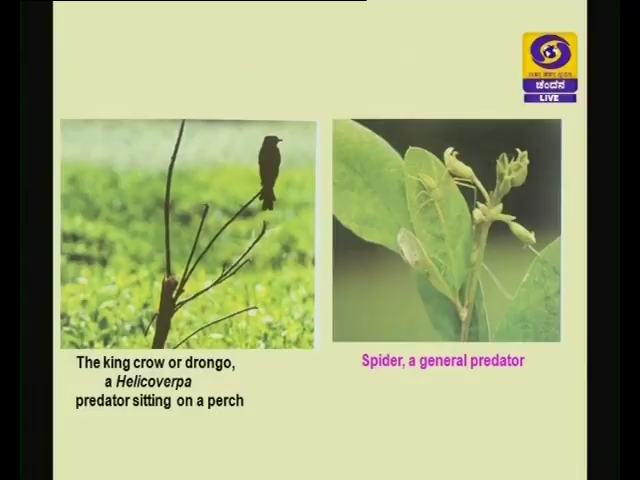 ಚಂದನ
LIVE
The king crow or drongo,
a Helicoverpa
predator sitting on a perch
Spider, a general predator